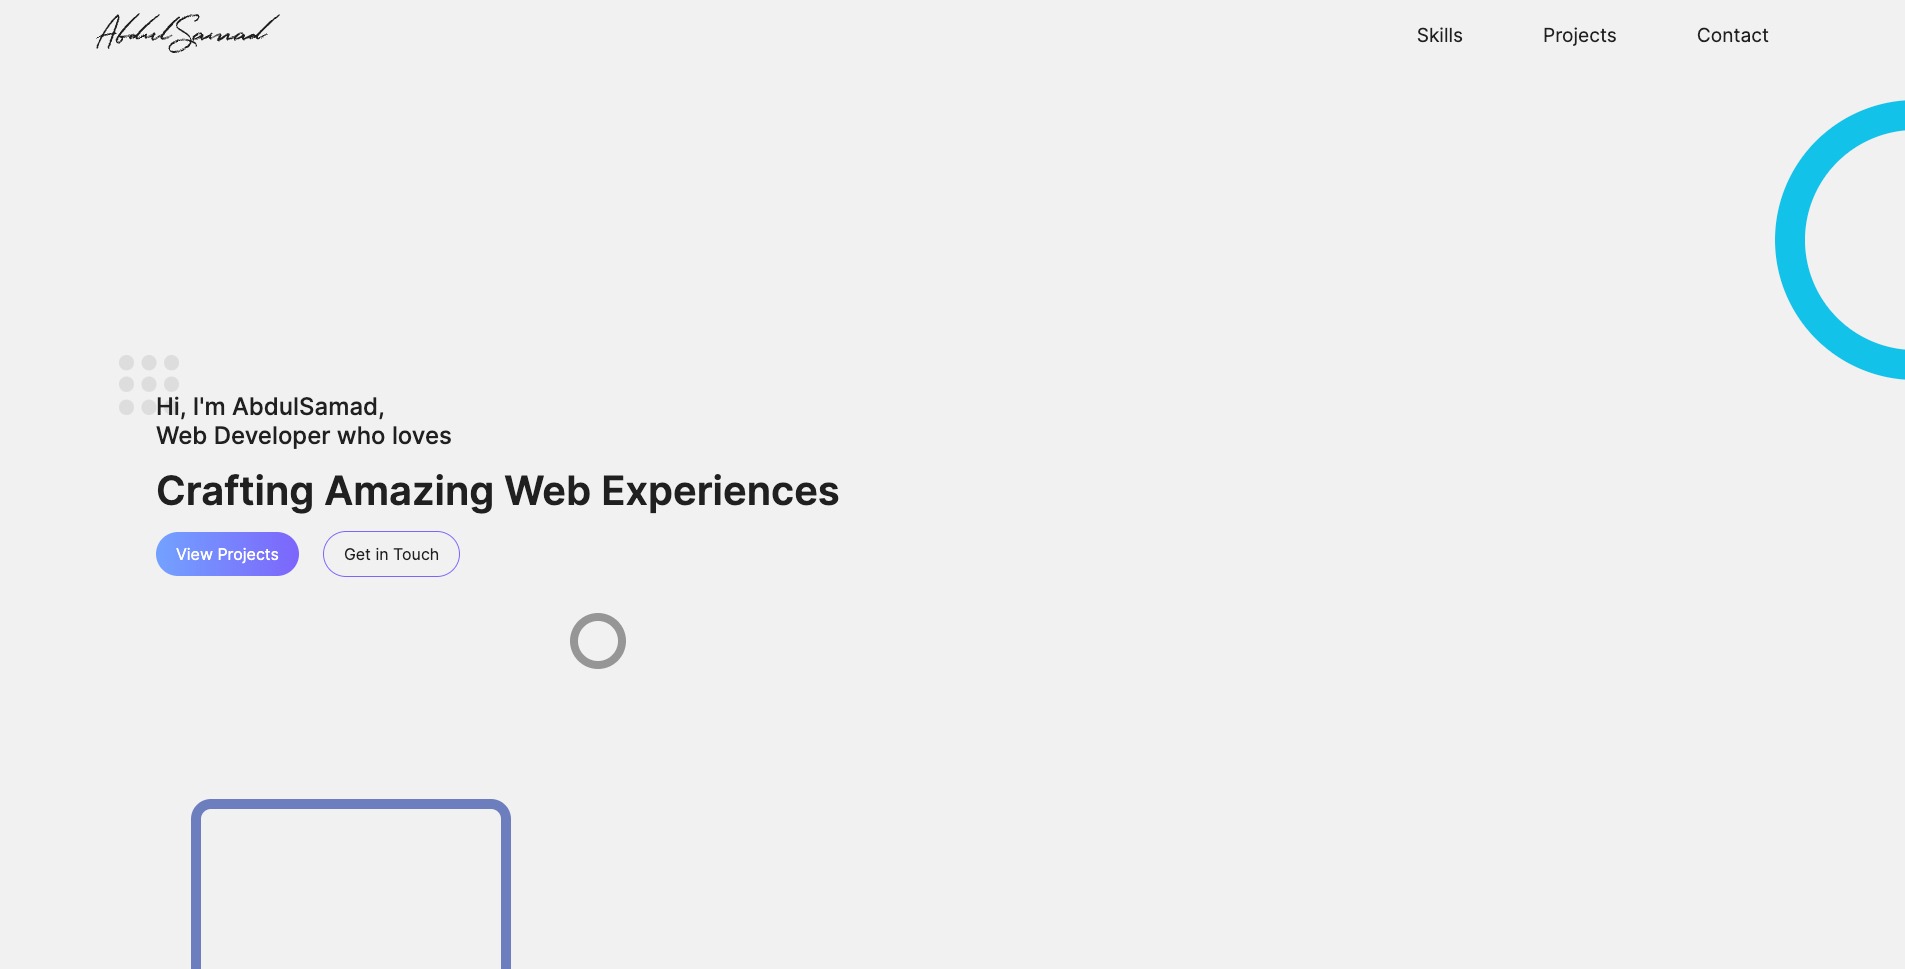 AbdulSamad
Skills
Projects
Contact
Hi, I'm AbdulSamad,
Web Developer who loves
Crafting Amazing Web Experiences
View Projects
Get in Touch